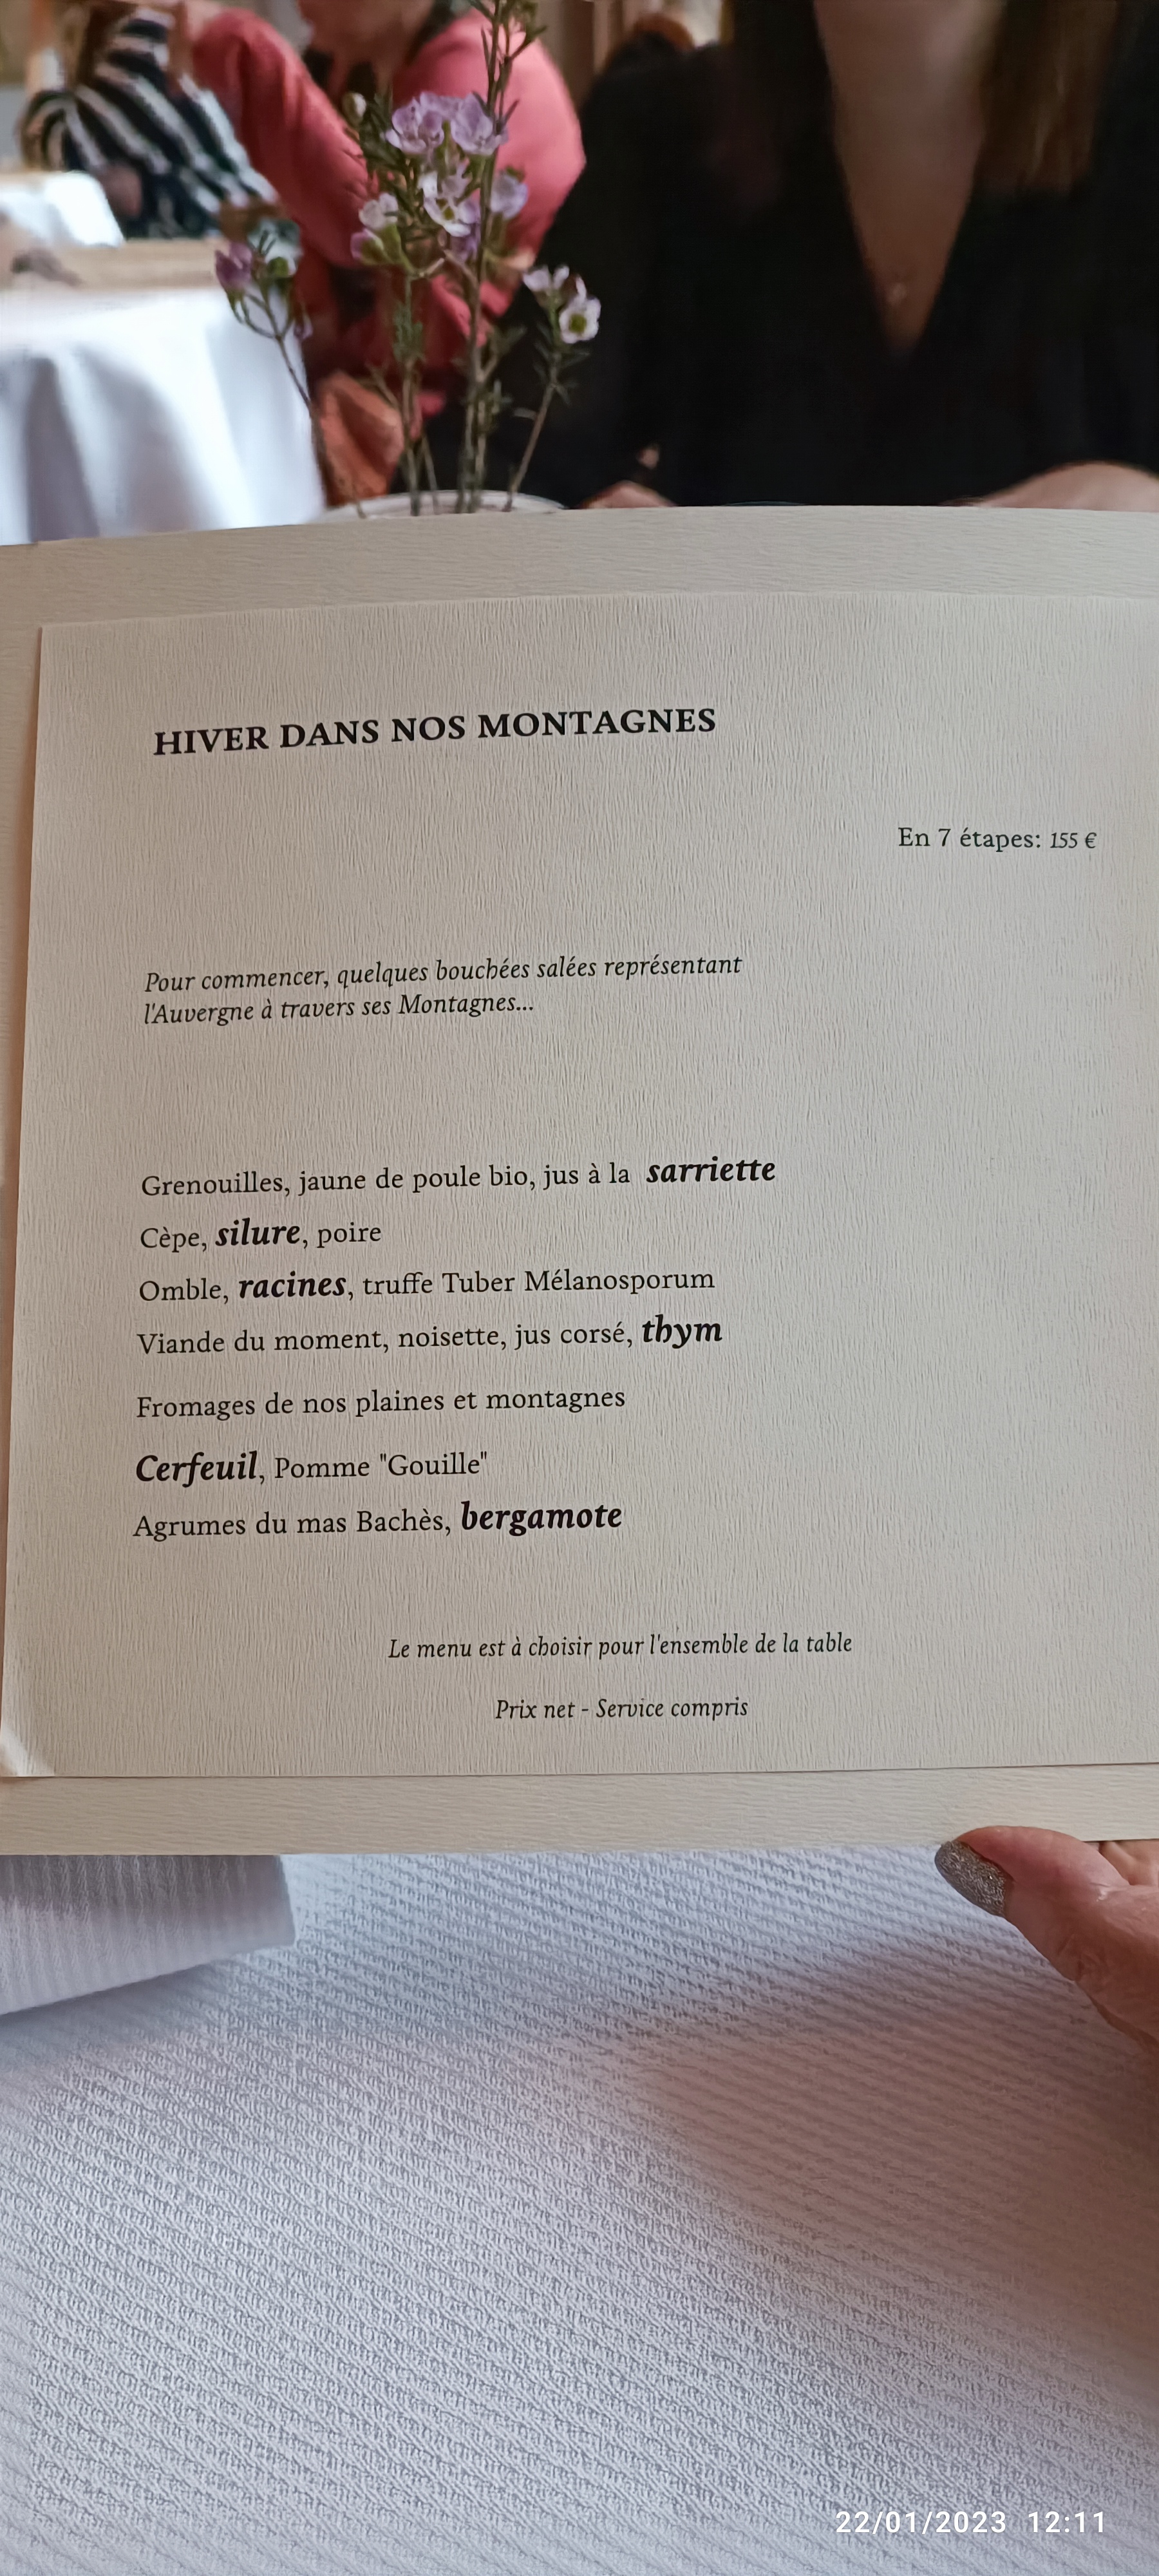 HIVER DANS NOS MONTAGNES
En 7 étapes: 155 €
Pour commencer, quelques bouchées salées représentant
l'Auvergne à travers ses Montagnes...
Grenouilles, jaune de poule bio, jus à la sarriette
Cèpe, silure, poire
Omble, racines, truffe Tuber Mélanosporum
Viande du moment, noisette, jus corsé, thym
Fromages de nos plaines et montagnes
Cerfeuil, Pomme "Gouille"
Agrumes du mas Bachès, bergamote
Le menu est à choisir pour l'ensemble de la table
Prix net - Service compris
22/01/2023 12:11